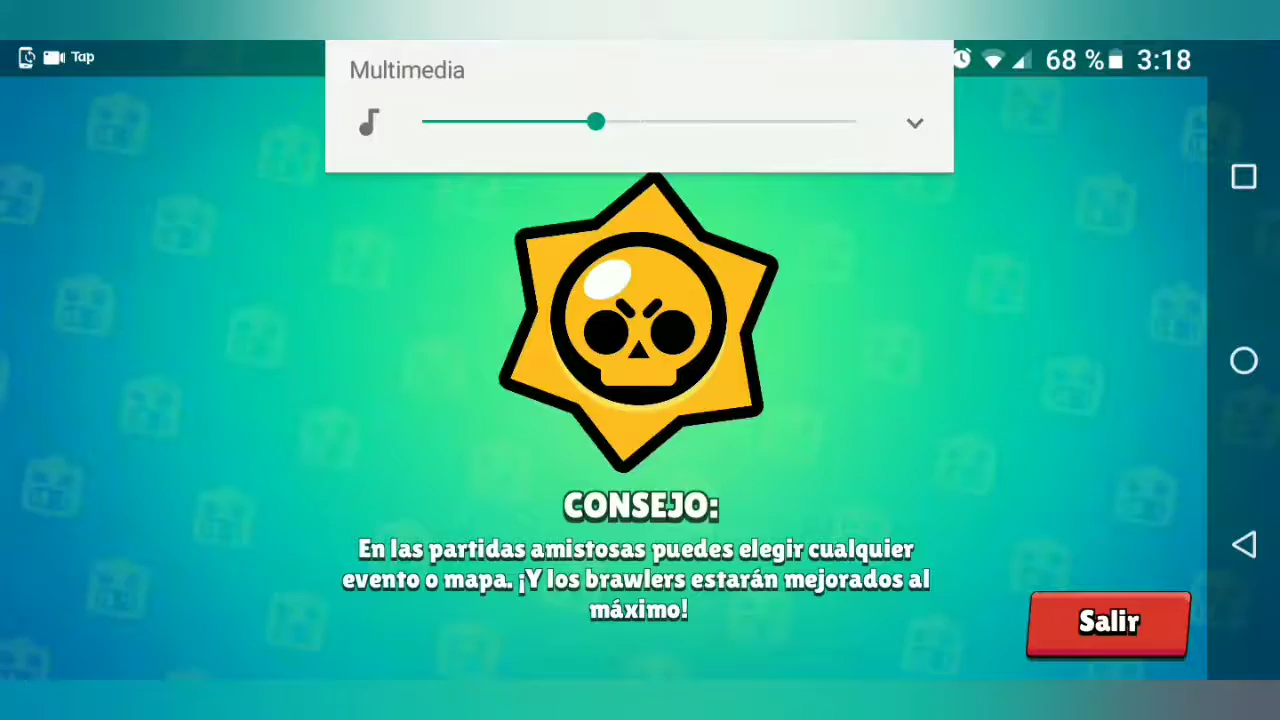 Tap
68 % 3:18
Multimedia
CONSEJO:
En las partidas amistosas puedes elegir cualquier
evento o mapa. ¡Y los brawlers estarán mejorados al
máximo!
Salir